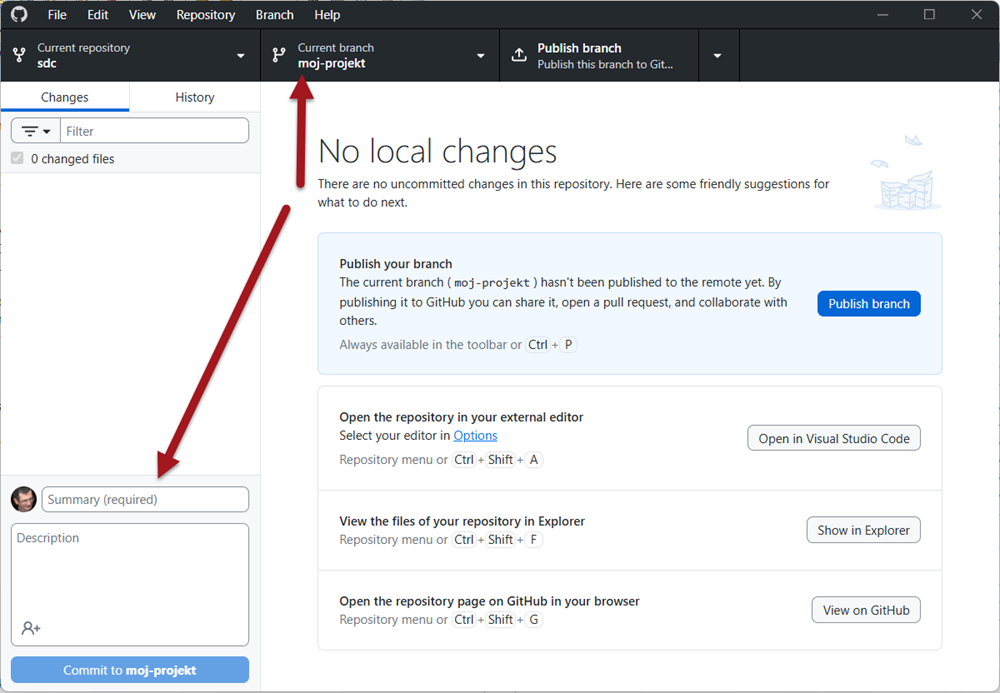 File Edit View Repository Branch Help
Current repository
sdc
Current branch
moj-projekt
Publish branch
Publish this branch to Git...
Changes History
Filter
0 changed files
No local changes
There are no uncommitted changes in this repository. Here are some friendly suggestions for
what to do next.
Publish your branch
The current branch ( moj-projekt ) hasn't been published to the remote yet. By
publishing it to GitHub you can share it, open a pull request, and collaborate with
others.
Always available in the toolbar or Ctrl + P
Publish branch
Open the repository in your external editor
Select your editor in Options
Repository menu or Ctrl + Shift + A
Open in Visual Studio Code
View the files of your repository in Explorer
Repository menu or Ctrl + Shift + F
Show in Explorer
Open the repository page on GitHub in your browser
Repository menu or Ctrl + Shift + G
View on GitHub
Summary (required)
Description
Commit to moj-projekt